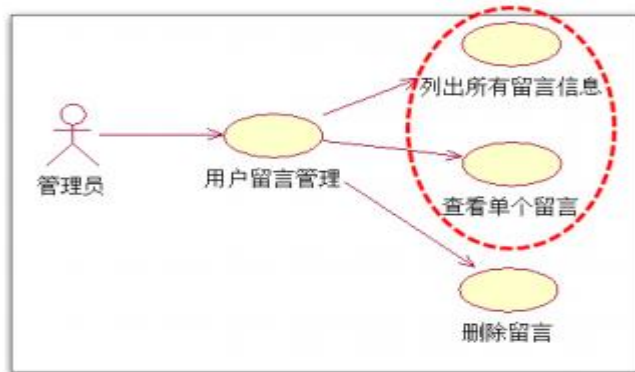 列出所有留言信息
管理员
用户留言管理
查看单个留言
删除留言